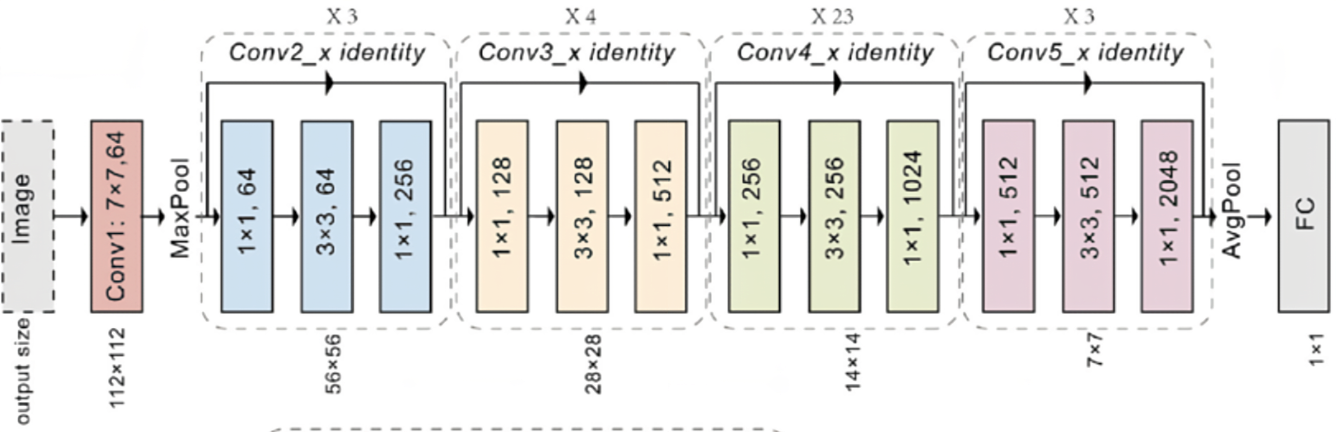 X 3
X 4
X 23
X 3
Conv2_x identity
Conv3_x identity
Conv4_x identity
Conv5_x identity
Image
Conv1: 7×7,64
MaxPool
1×1, 64
3×3, 64
1×1, 256
1×1, 128
3×3, 128
1×1, 512
1×1, 256
3×3, 256
1×1, 1024
1×1, 512
3×3, 512
1×1, 2048
AvgPool
FC
output size
112×112
56×56
28×28
14×14
7×7
1×1